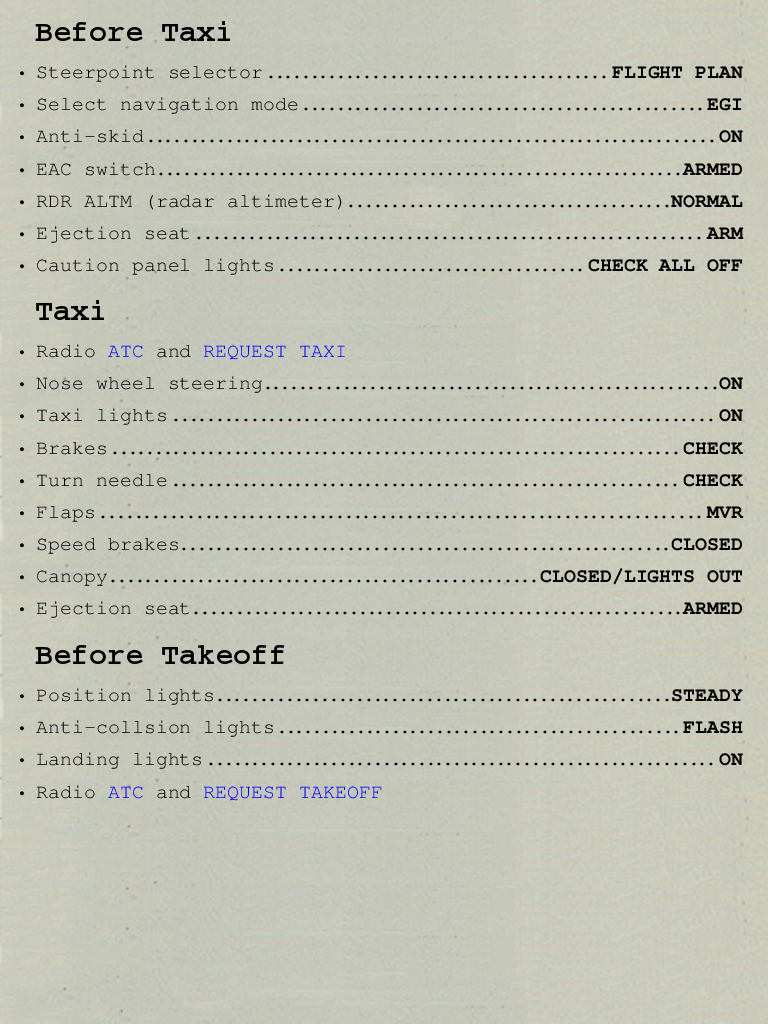 Before Taxi
• Steerpoint selector......................................FLIGHT PLAN
• Select navigation mode.............................................EGI
• Anti-skid................................................................ON
• EAC switch...........................................................ARMED
• RDR ALTM (radar altimeter)....................................NORMAL
• Ejection seat.........................................................ARM
• Caution panel lights..................................CHECK ALL OFF
Taxi
• Radio ATC and REQUEST TAXI
• Nose wheel steering...................................................ON
• Taxi lights.............................................................ON
• Brakes................................................................CHECK
• Turn needle.........................................................CHECK
• Flaps...................................................................MVR
• Speed brakes.......................................................CLOSED
• Canopy................................................CLOSED/LIGHTS OUT
• Ejection seat.......................................................ARMED
Before Takeoff
• Position lights...................................................STEADY
• Anti-collsion lights.............................................FLASH
• Landing lights.........................................................ON
• Radio ATC and REQUEST TAKEOFF